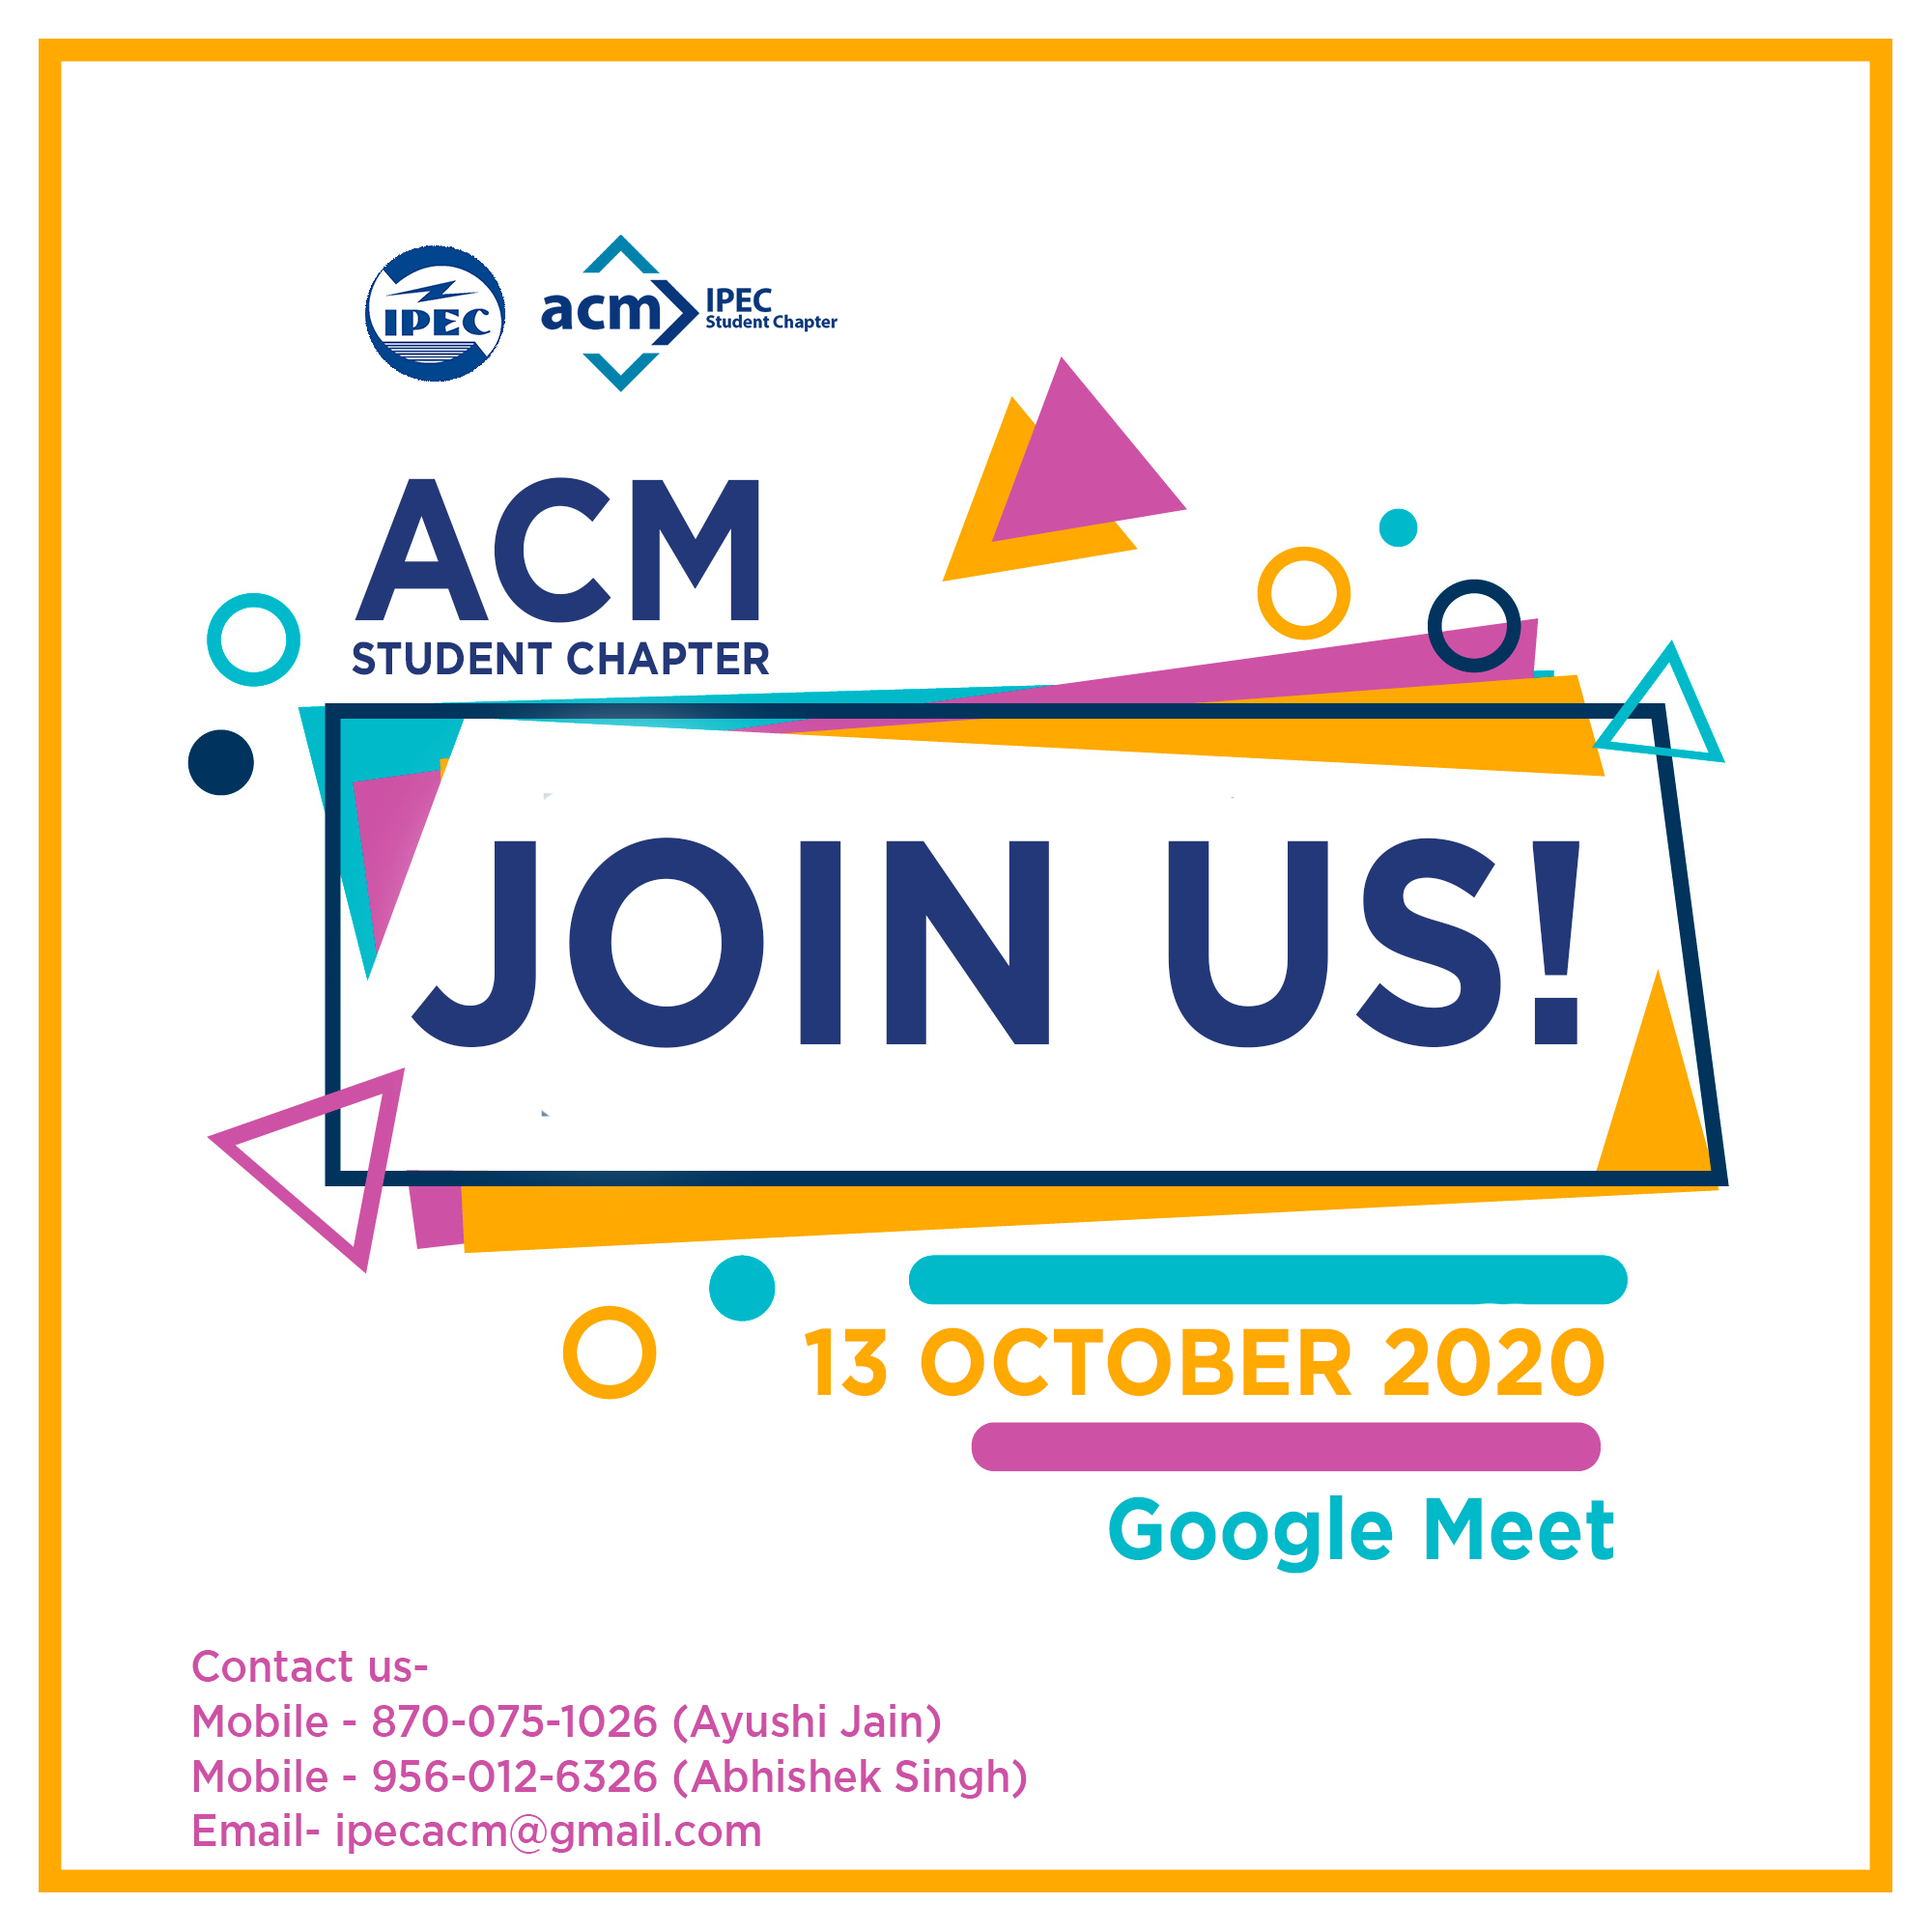 IPEC
acm
IPEC
Student Chapter
ACM
STUDENT CHAPTER
JOIN US!
13 OCTOBER 2020
Google Meet
Contact us-
Mobile - 870-075-1026 (Ayushi Jain)
Mobile - 956-012-6326 (Abhishek Singh)
Email- ipecacm@gmail.com